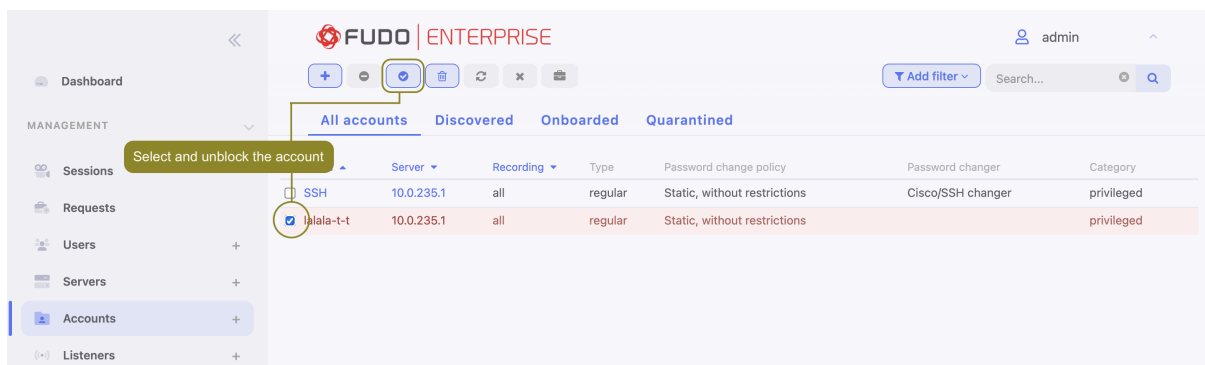 FUDO ENTERPRISE
admin
Dashboard
Add filter
Search...
MANAGEMENT
All accounts Discovered Onboarded Quarantined
Select and unblock the account
Server Recording Type Password change policy Password changer Category
Sessions
SSH 10.0.235.1 all regular Static, without restrictions Cisco/SSH changer privileged
Requests
lalala-t-t 10.0.235.1 all regular Static, without restrictions privileged
Users
Servers
Accounts
Listeners